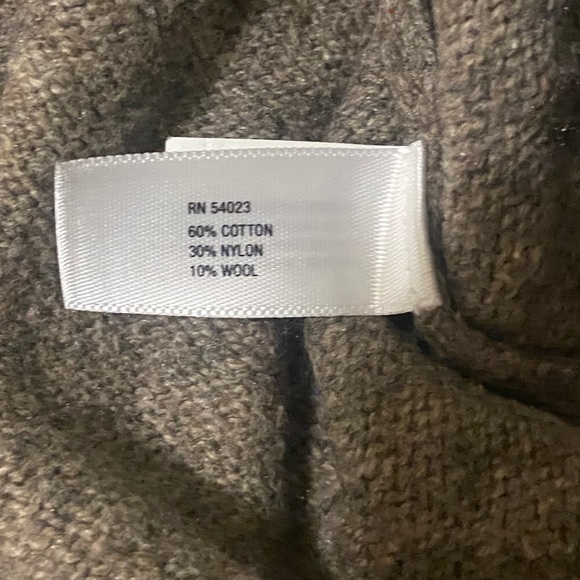 RN 54023
60% COTTON
30% NYLON
10% WOOL